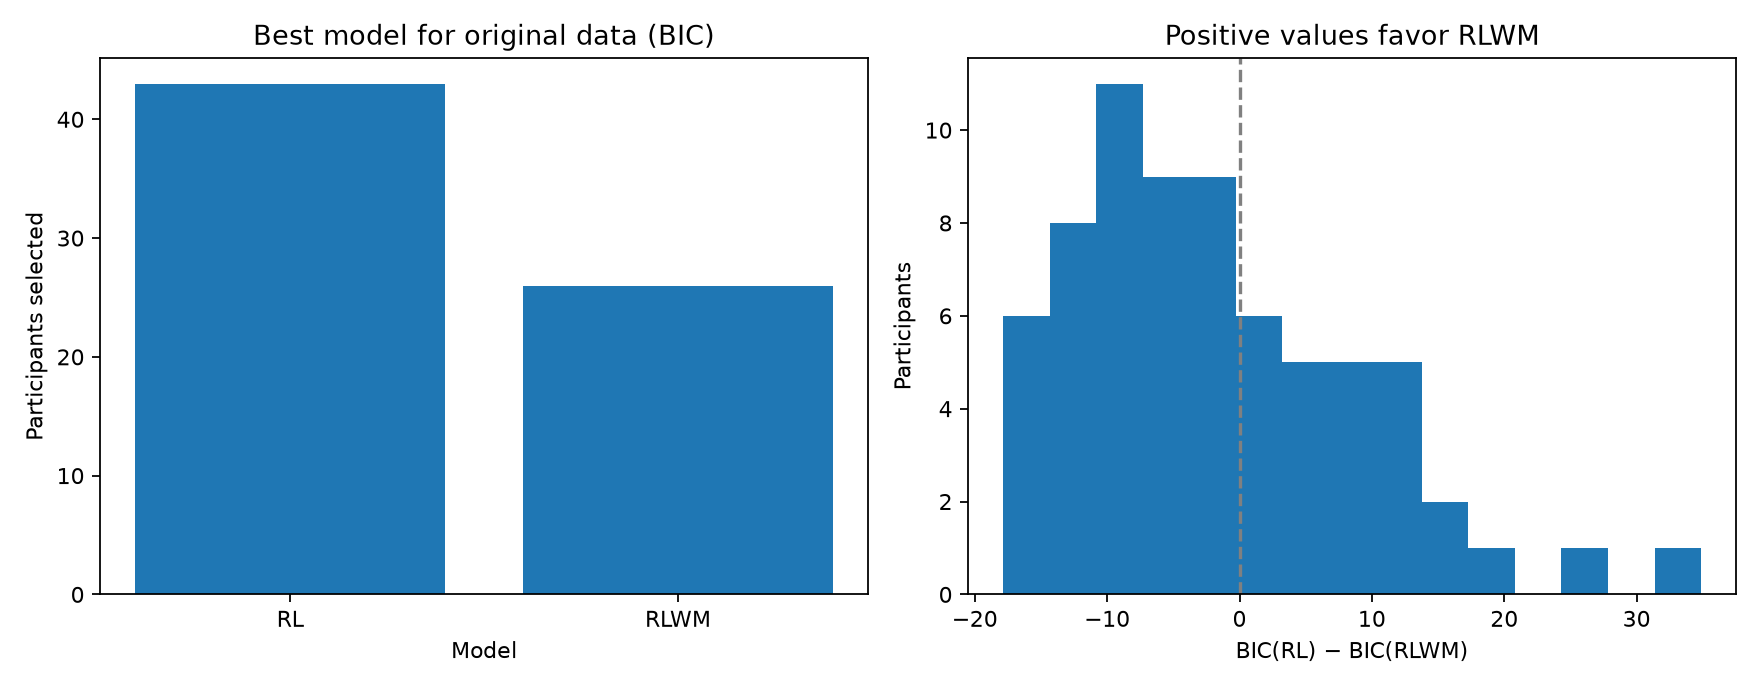 Best model for original data (BIC)
Participants selected
40
30
20
10
0
RL
RLWM
Model
Positive values favor RLWM
Participants
10
8
6
4
2
0
−20
−10
0
10
20
30
BIC(RL) − BIC(RLWM)